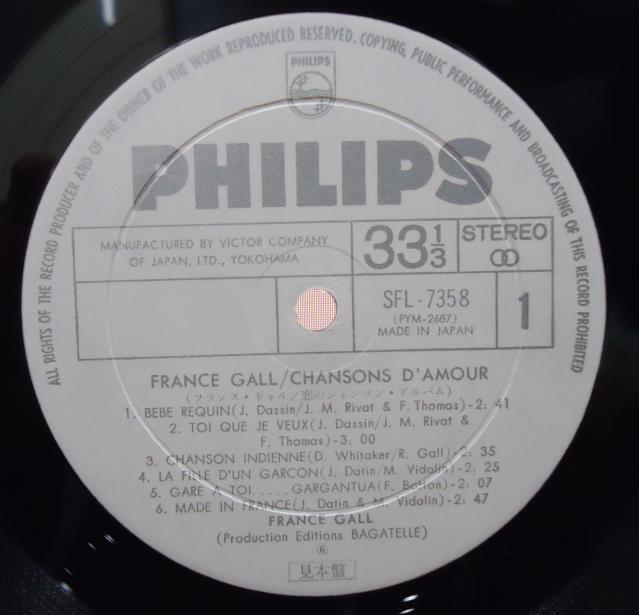 ALL RIGHTS OF THE RECORD PRODUCER AND OF THE OWNER OF THE WORK REPRODUCED RESERVED. COPYING, PUBLIC PERFORMANCE AND BROADCASTING OF THIS RECORD PROHIBITED
PHILIPS
PHILIPS
MANUFACTURED BY VICTOR COMPANY
OF JAPAN, LTD., YOKOHAMA
33 1/3
STEREO
SFL-7358
(PYM-2687)
MADE IN JAPAN
1
FRANCE GALL/CHANSONS D'AMOUR
(フランス・ギャル/恋のシャンソン・アルバム)
1. BEBE REQUIN(J. Dassin/J. M. Rivat & F. Thomas)-2: 41
2. TOI QUE JE VEUX(J. Dassin/J. M. Rivat &
F. Thomas)-3: 00
3. CHANSON INDIENNE(D. Whitaker/R. Gall)-2: 35
4. LA FILLE D'UN GARCON(J. Datin/M. Vidalin)-2: 25
5. GARE A TOI.....GARGANTUA(F. Botton)-2: 07
6. MADE IN FRANCE(J. Datin & M. Vidalin)-2: 47
FRANCE GALL
(Production Editions BAGATELLE)
⑥
見本盤